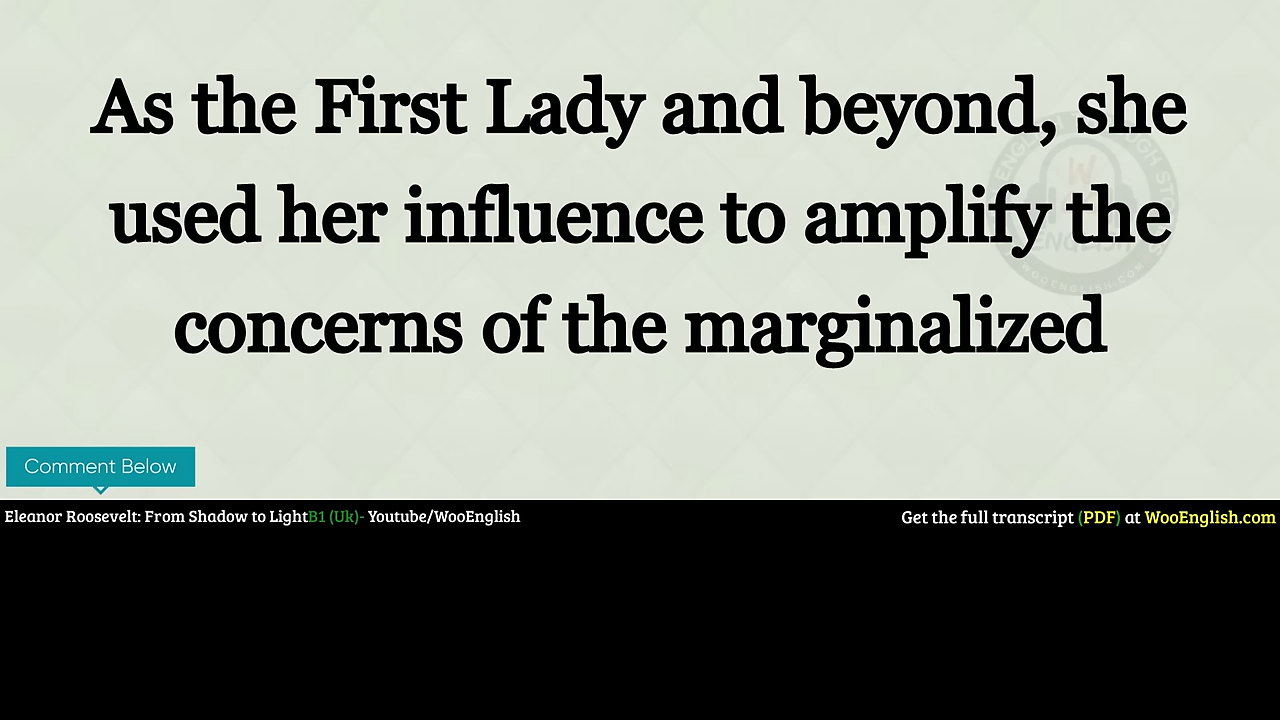 As the First Lady and beyond, she
used her influence to amplify the
concerns of the marginalized
Comment Below
Eleanor Roosevelt: From Shadow to LightB1 (Uk)- Youtube/WooEnglish
Get the full transcript (PDF) at WooEnglish.com